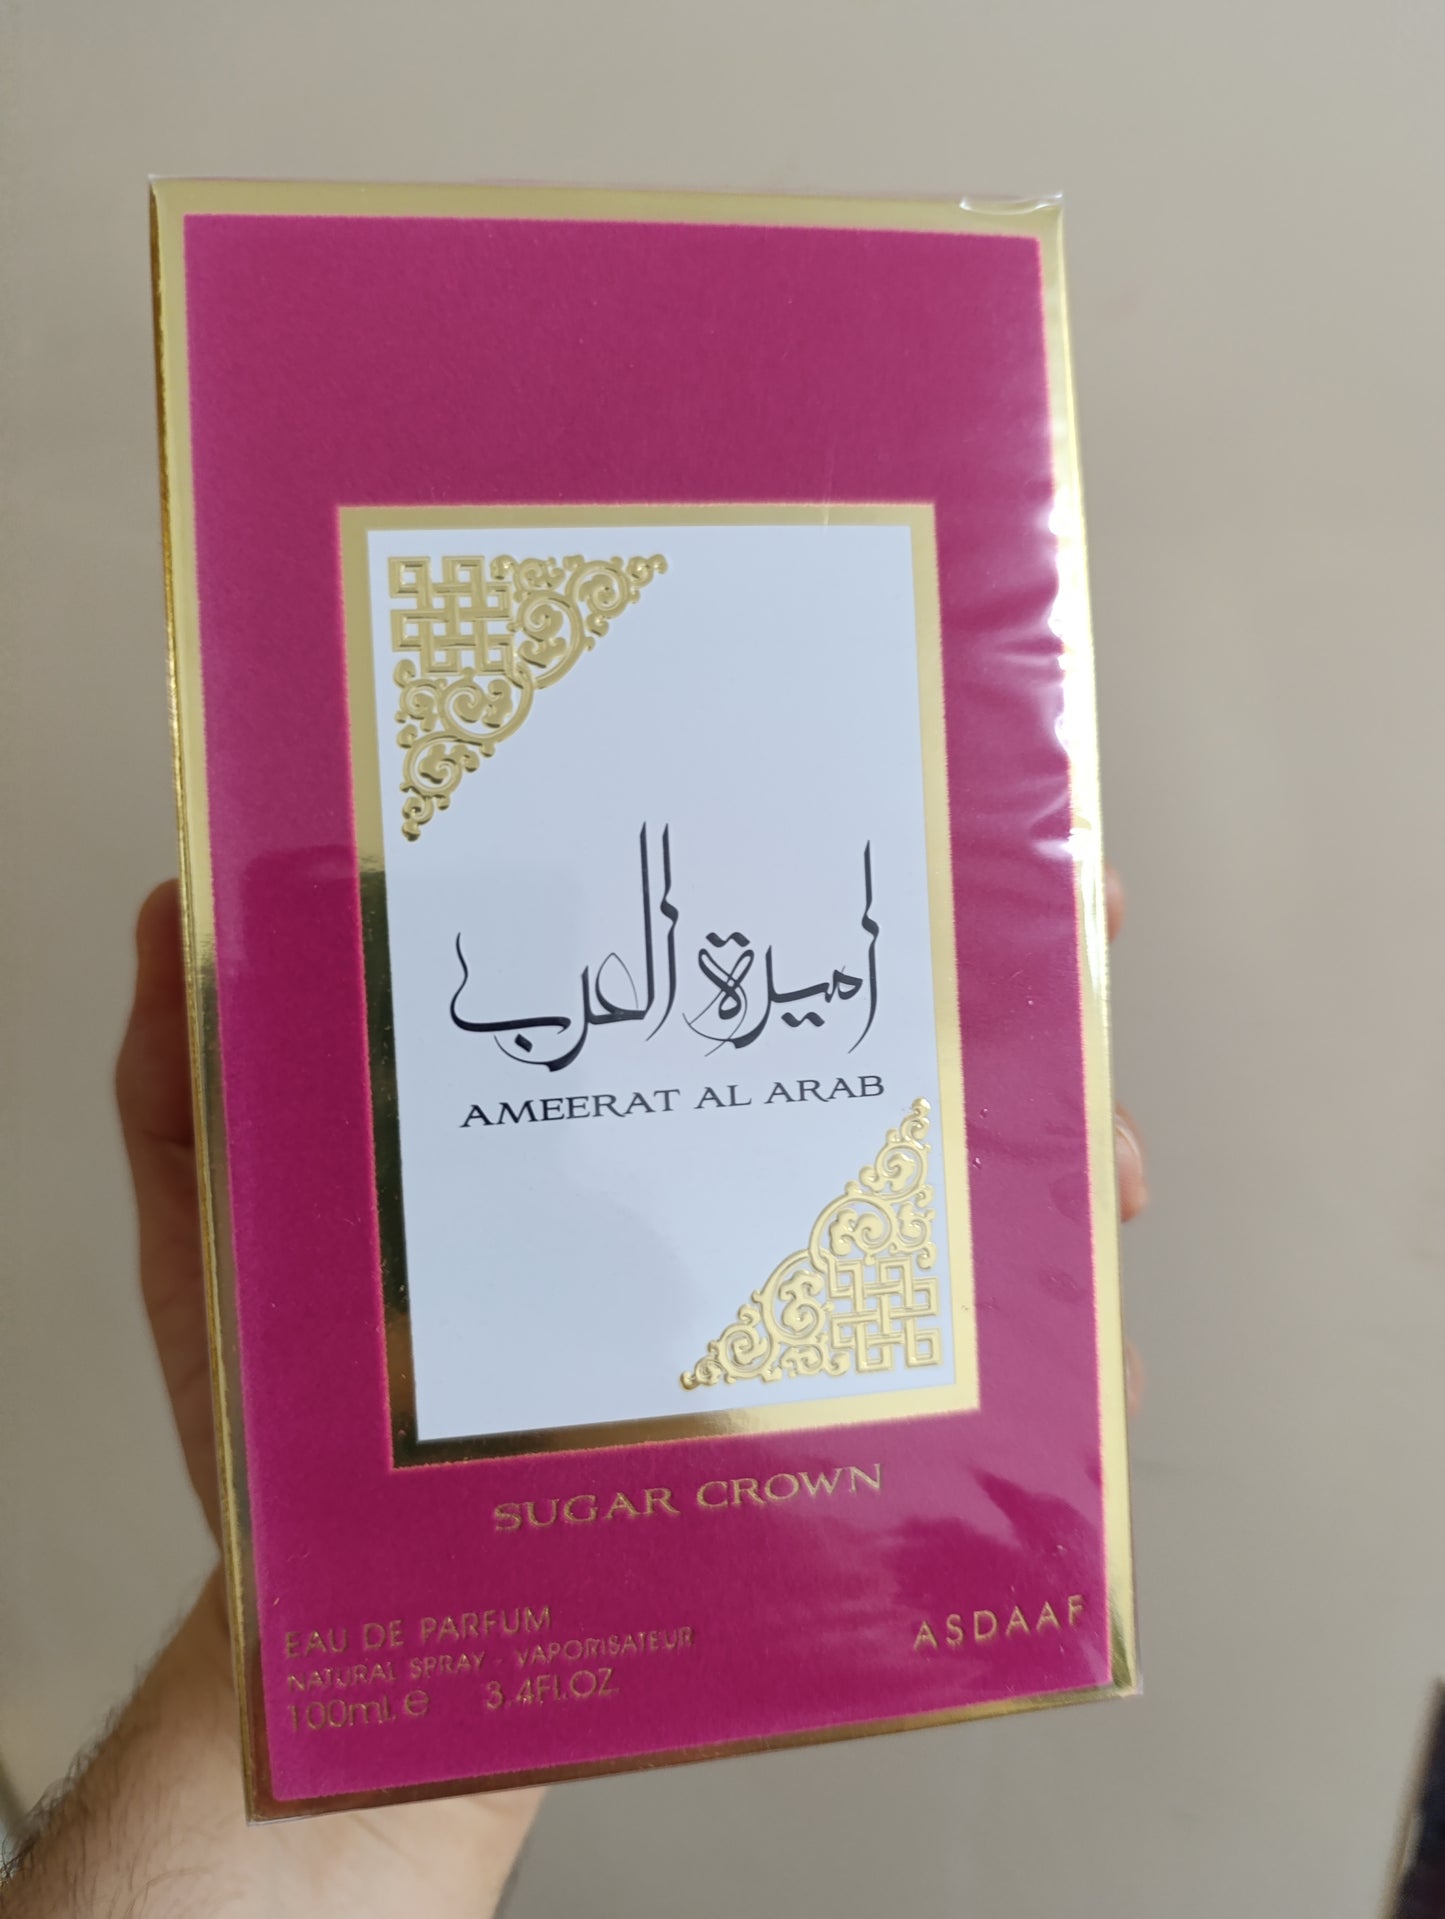 اميرة العرب
AMEERAT AL ARAB
SUGAR CROWN
EAU DE PARFUM
NATURAL SPRAY - VAPORISATEUR
100ml. e 3.4FL.OZ.
ASDAAF